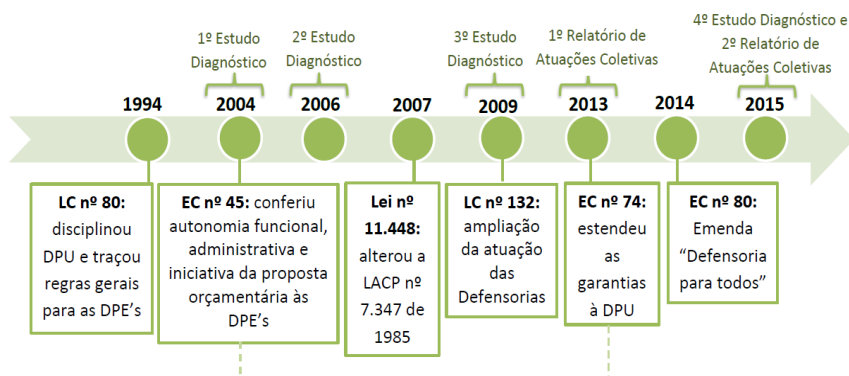 1º Estudo
Diagnóstico
2º Estudo
Diagnóstico
3º Estudo
Diagnóstico
1º Relatório de
Atuações Coletivas
4º Estudo Diagnóstico e
2º Relatório de
Atuações Coletivas
1994
2004
2006
2007
2009
2013
2014
2015
LC nº 80:
disciplinou
DPU e traçou
regras gerais
para as DPE’s
EC nº 45: conferiu
autonomia funcional,
administrativa e
iniciativa da proposta
orçamentária às
DPE’s
Lei nº
11.448:
alterou a
LACP nº
7.347 de
1985
LC nº 132:
ampliação
da atuação
das
Defensorias
EC nº 74:
estendeu
as
garantias
à DPU
EC nº 80:
Emenda
“Defensoria
para todos”